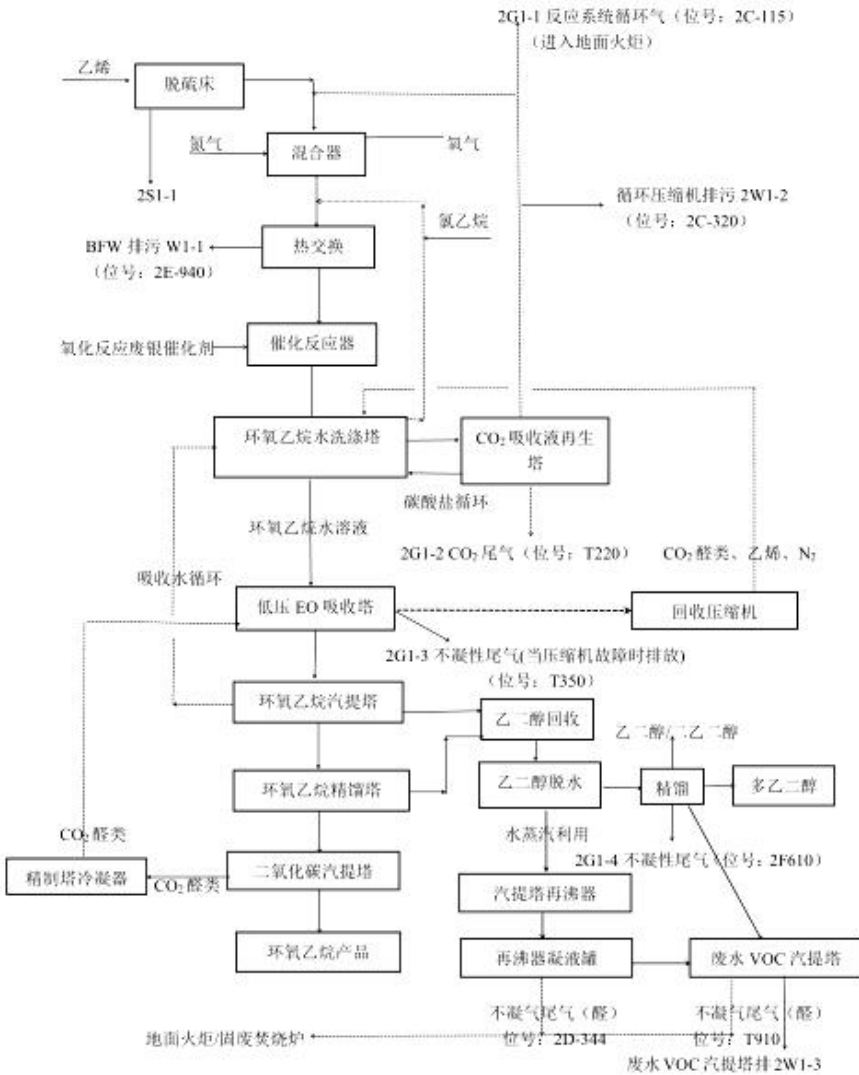 2G1-1 反应系统循环气（位号：2C-115）
（进入地面火炬）
乙烯
脱硫床
氮气
混合器
氧气
2S1-1
循环压缩机排污 2W1-2
（位号：2C-320）
氯乙烷
BFW 排污 W1-1
（位号：2E-940）
热交换
氧化反应废银催化剂
催化反应器
环氧乙烷水洗涤塔
CO₂ 吸收液再生
塔
碳酸盐循环
环氧乙烷水溶液
2G1-2 CO₂ 尾气（位号：T220）
CO₂ 醛类、乙烯、N₂
吸收水循环
低压 EO 吸收塔
回收压缩机
2G1-3 不凝性尾气(当压缩机故障时排放)
（位号：T350）
环氧乙烷汽提塔
乙二醇回收
乙二醇/二乙二醇
环氧乙烷精馏塔
乙二醇脱水
精馏
多乙二醇
CO₂ 醛类
水蒸汽利用
2G1-4 不凝性尾气（位号：2F610）
精制塔冷凝器
CO₂ 醛类
二氧化碳汽提塔
汽提塔再沸器
环氧乙烷产品
再沸器凝液罐
废水 VOC 汽提塔
不凝气尾气（醛）
位号：2D-344
不凝气尾气（醛）
位号：T910
地面火炬/固废焚烧炉
废水 VOC 汽提塔排 2W1-3